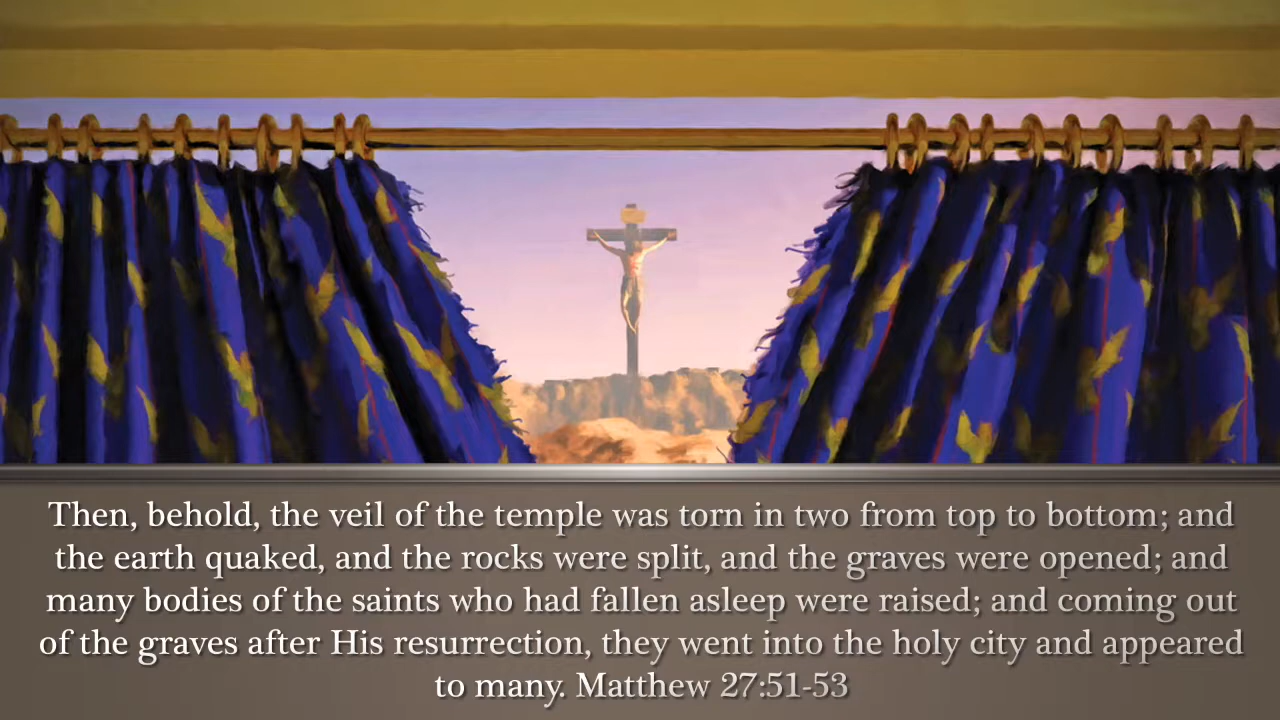 Then, behold, the veil of the temple was torn in two from top to bottom; and
the earth quaked, and the rocks were split, and the graves were opened; and
many bodies of the saints who had fallen asleep were raised; and coming out
of the graves after His resurrection, they went into the holy city and appeared
to many. Matthew 27:51-53